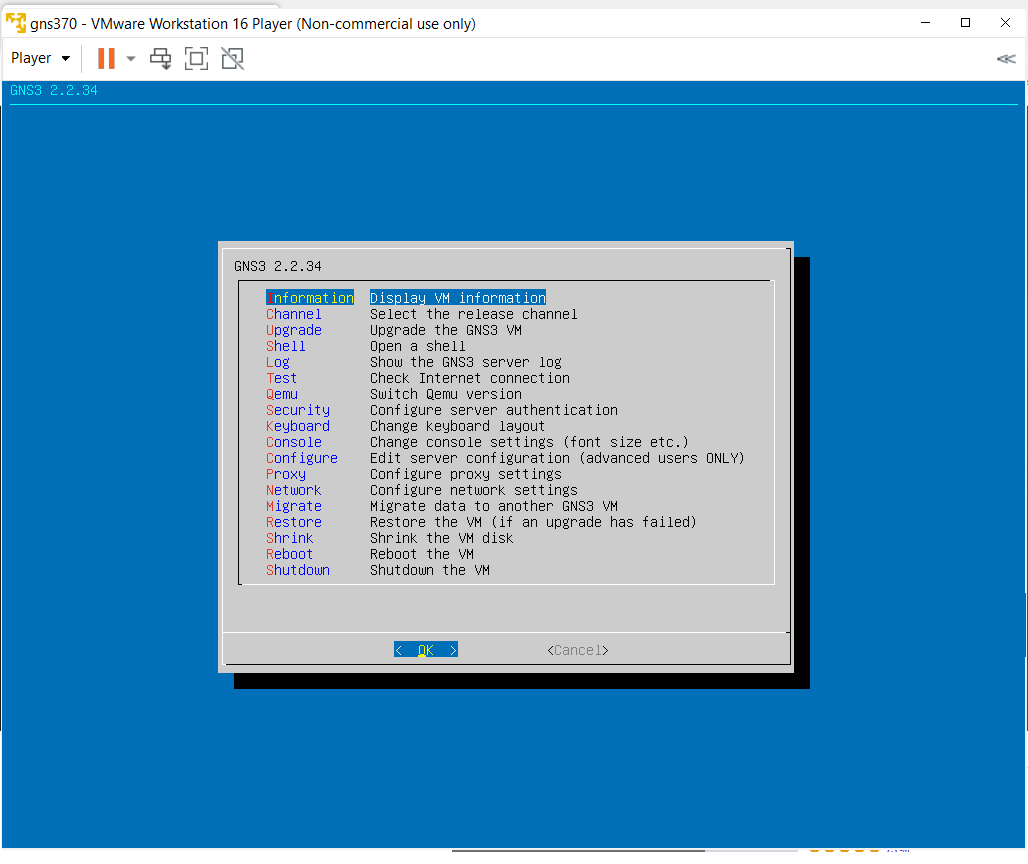 gns370 - VMware Workstation 16 Player (Non-commercial use only)
Player
GNS3 2.2.34
GNS3 2.2.34
Information Display VM information
Channel Select the release channel
Upgrade Upgrade the GNS3 VM
Shell Open a shell
Log Show the GNS3 server log
Test Check Internet connection
Qemu Switch Qemu version
Security Configure server authentication
Keyboard Change keyboard layout
Console Change console settings (font size etc.)
Configure Edit server configuration (advanced users ONLY)
Proxy Configure proxy settings
Network Configure network settings
Migrate Migrate data to another GNS3 VM
Restore Restore the VM (if an upgrade has failed)
Shrink Shrink the VM disk
Reboot Reboot the VM
Shutdown Shutdown the VM
< OK > <Cancel>